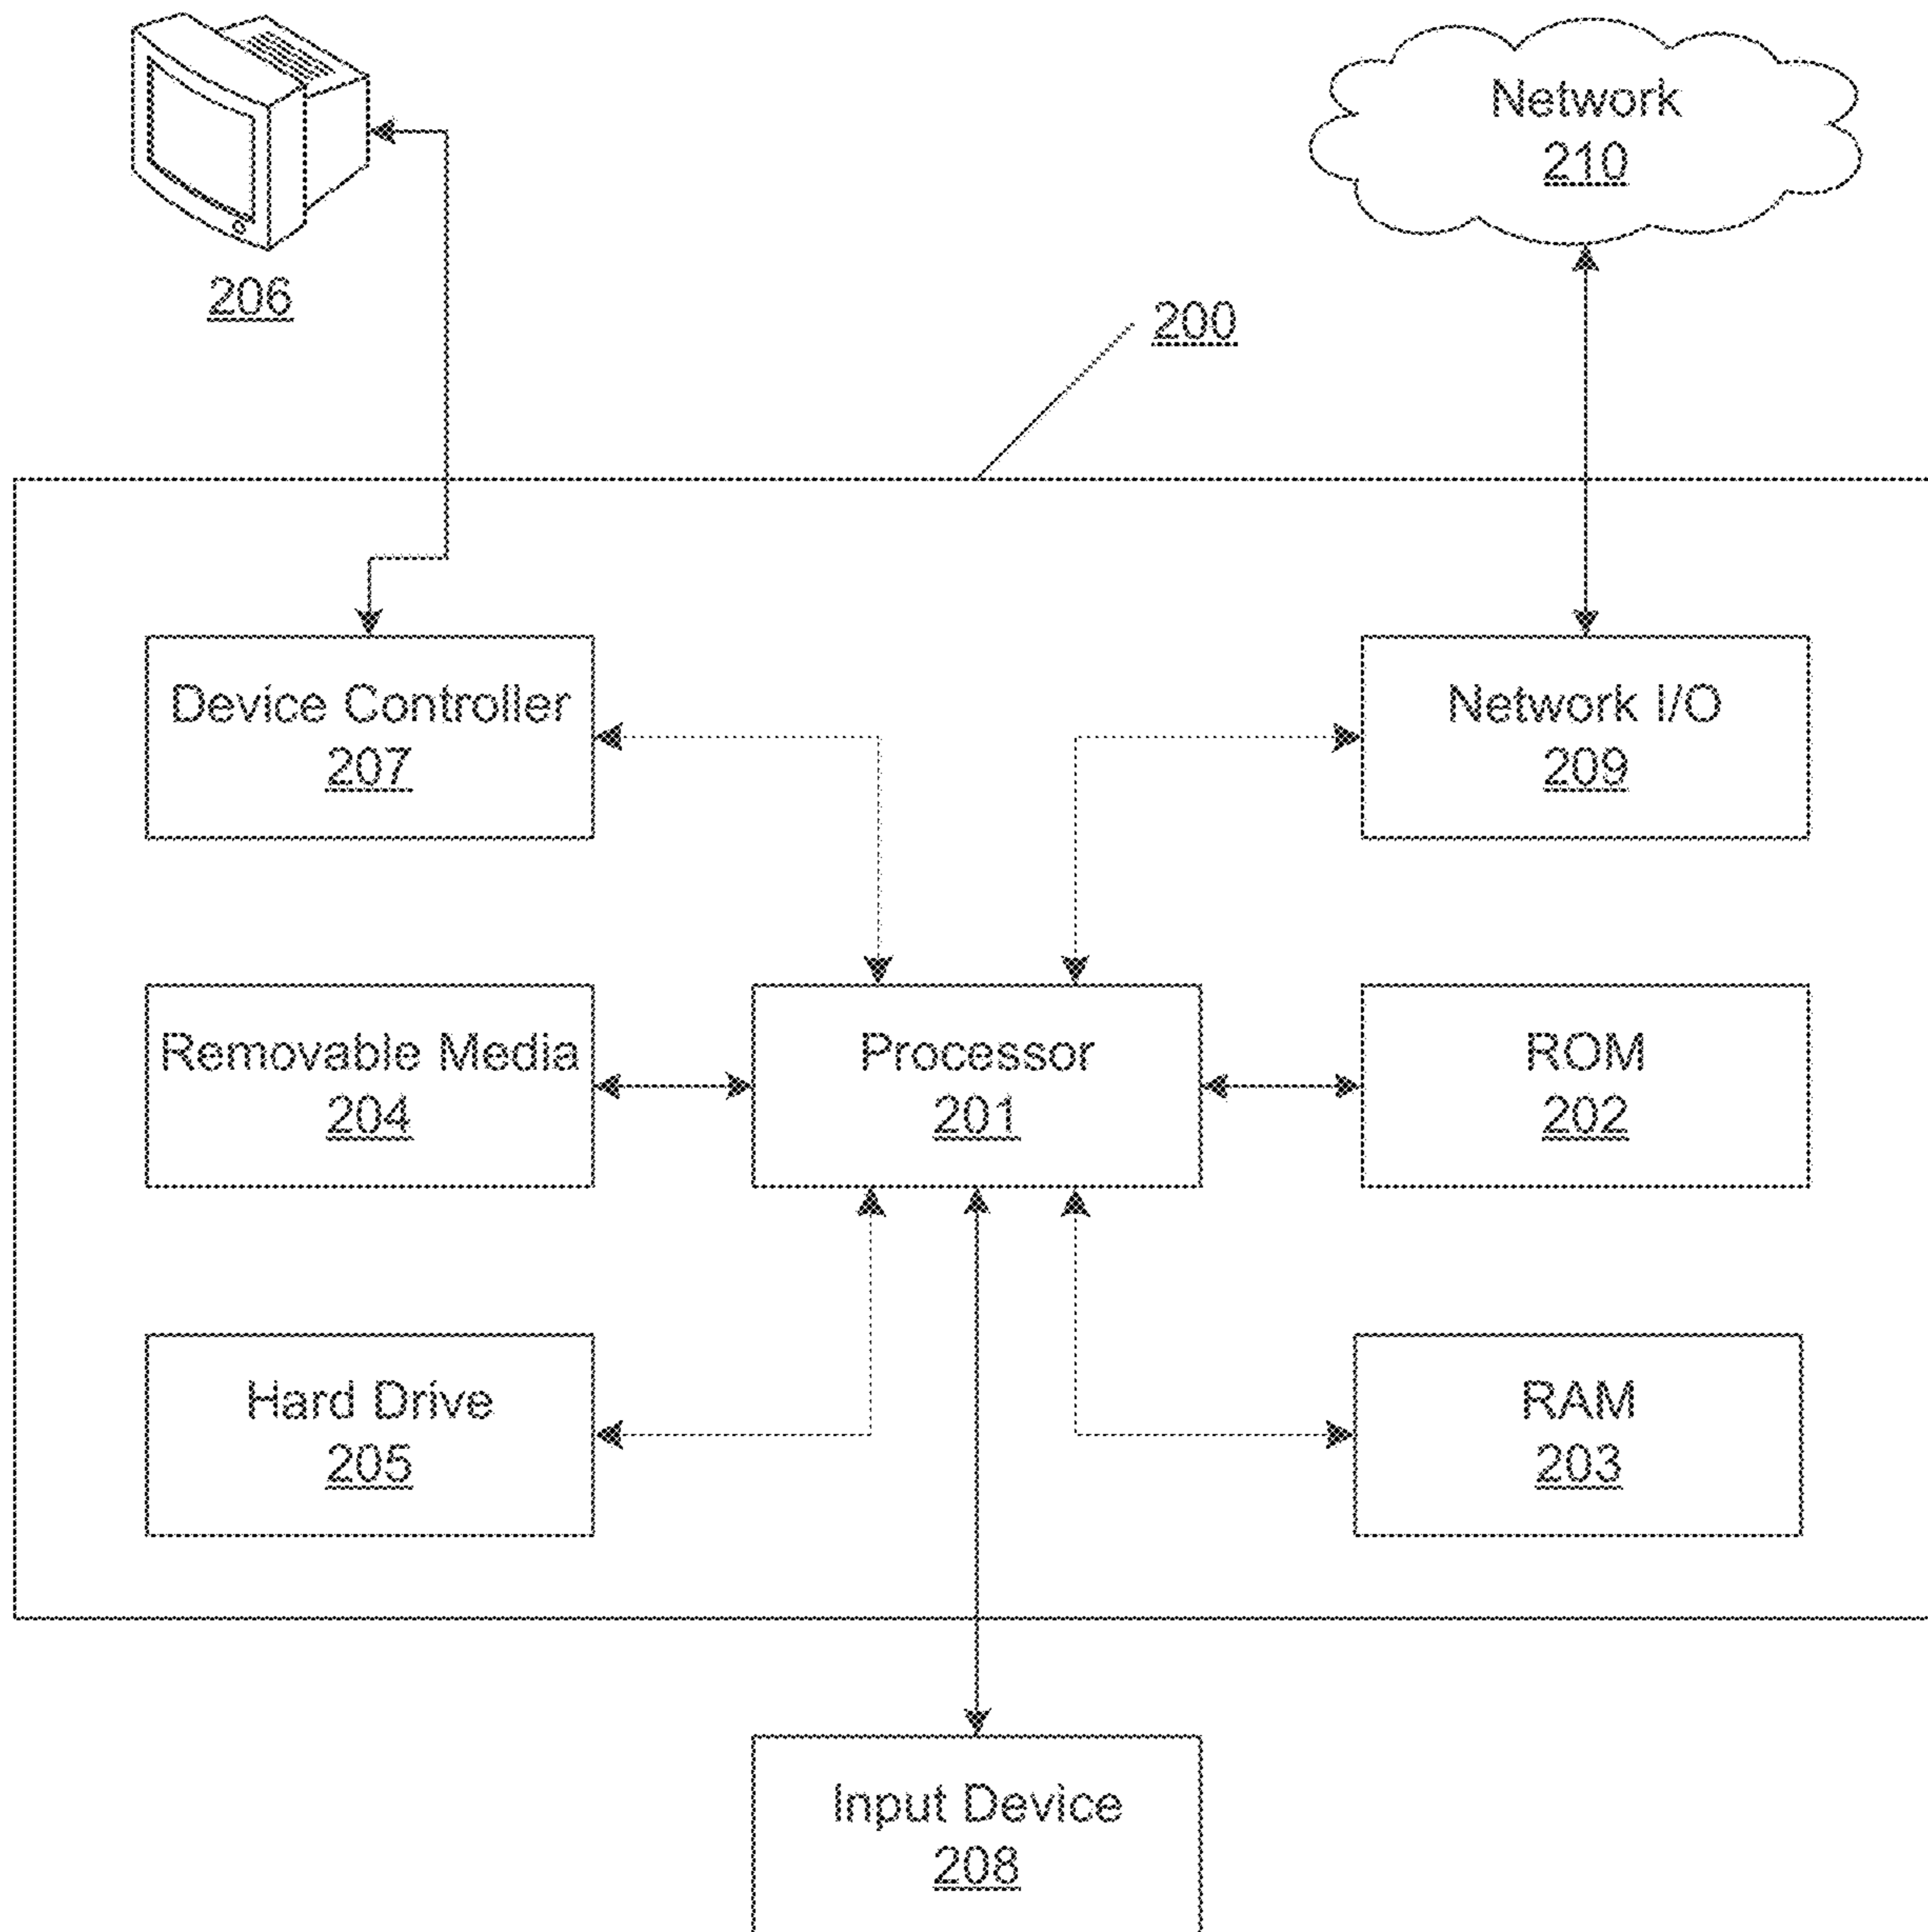 Network
210
206
200
Device Controller
207
Network I/O
209
Removable Media
204
Processor
201
ROM
202
Hard Drive
205
RAM
203
Input Device
208